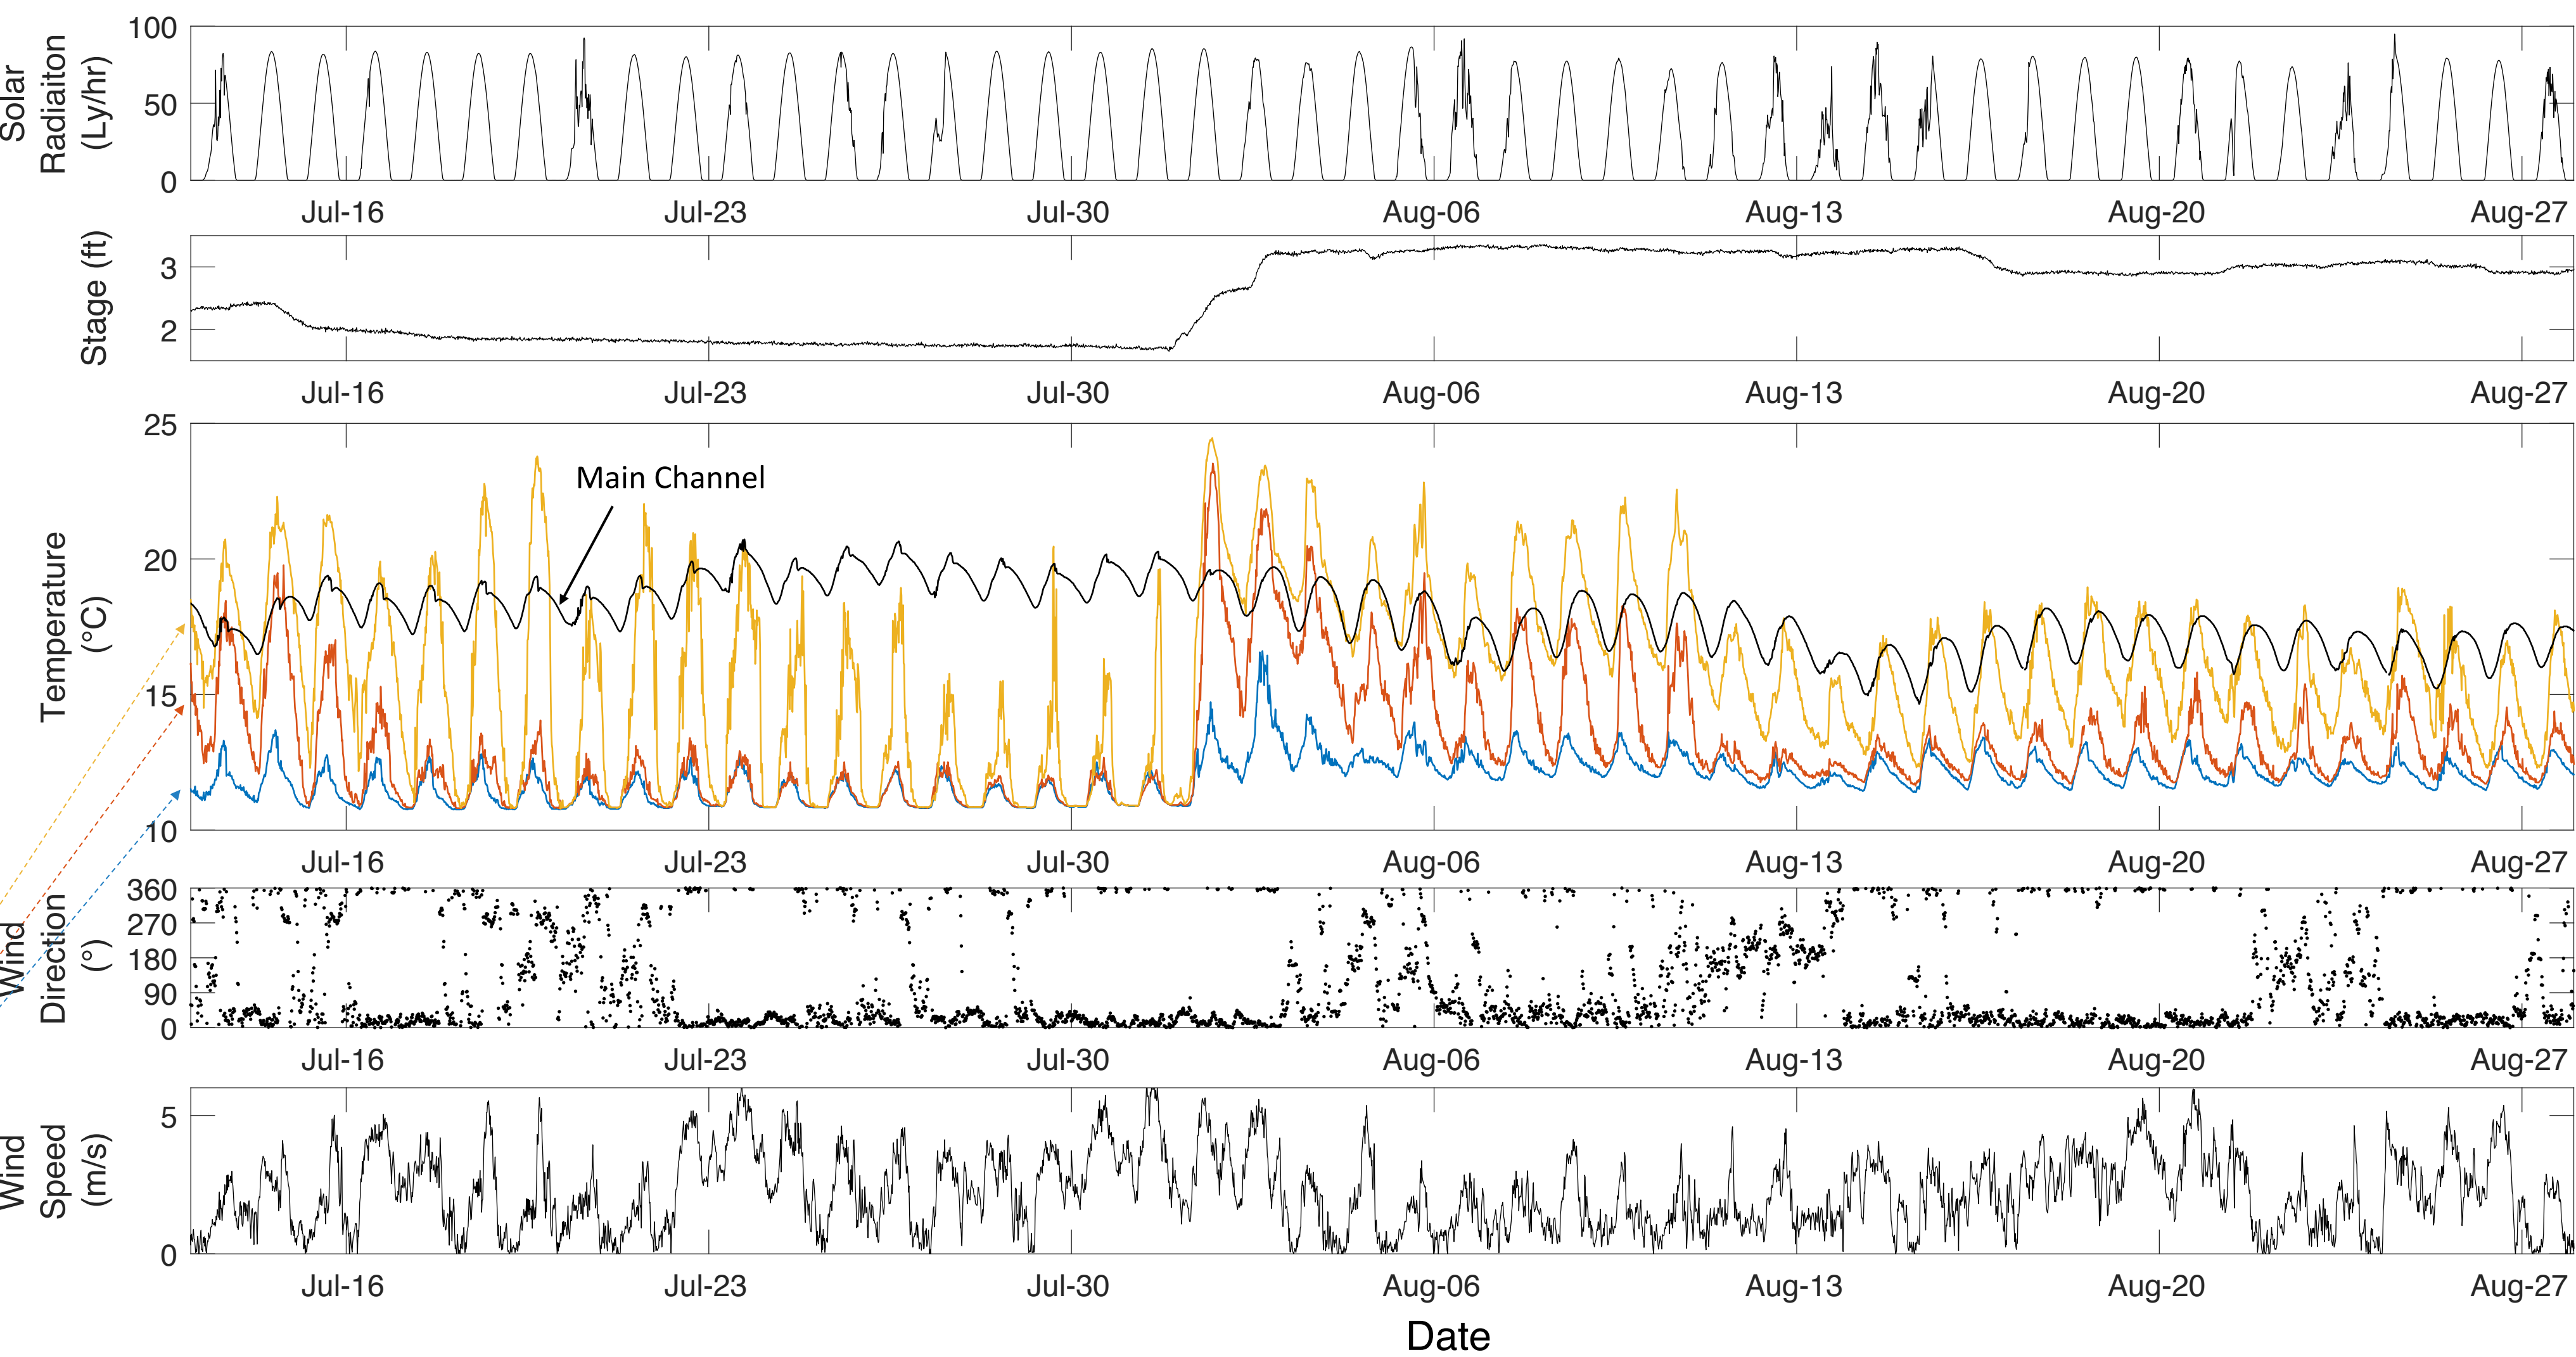 Solar
Radiaiton
(Ly/hr)
100
50
0
Jul-16 Jul-23 Jul-30 Aug-06 Aug-13 Aug-20 Aug-27
Stage (ft)
3
2
Jul-16 Jul-23 Jul-30 Aug-06 Aug-13 Aug-20 Aug-27
Temperature
(°C)
25
20
15
10
Main Channel
Jul-16 Jul-23 Jul-30 Aug-06 Aug-13 Aug-20 Aug-27
Wind
Direction
(°)
360
270
180
90
0
Jul-16 Jul-23 Jul-30 Aug-06 Aug-13 Aug-20 Aug-27
Wind
Speed
(m/s)
5
0
Jul-16 Jul-23 Jul-30 Aug-06 Aug-13 Aug-20 Aug-27
Date